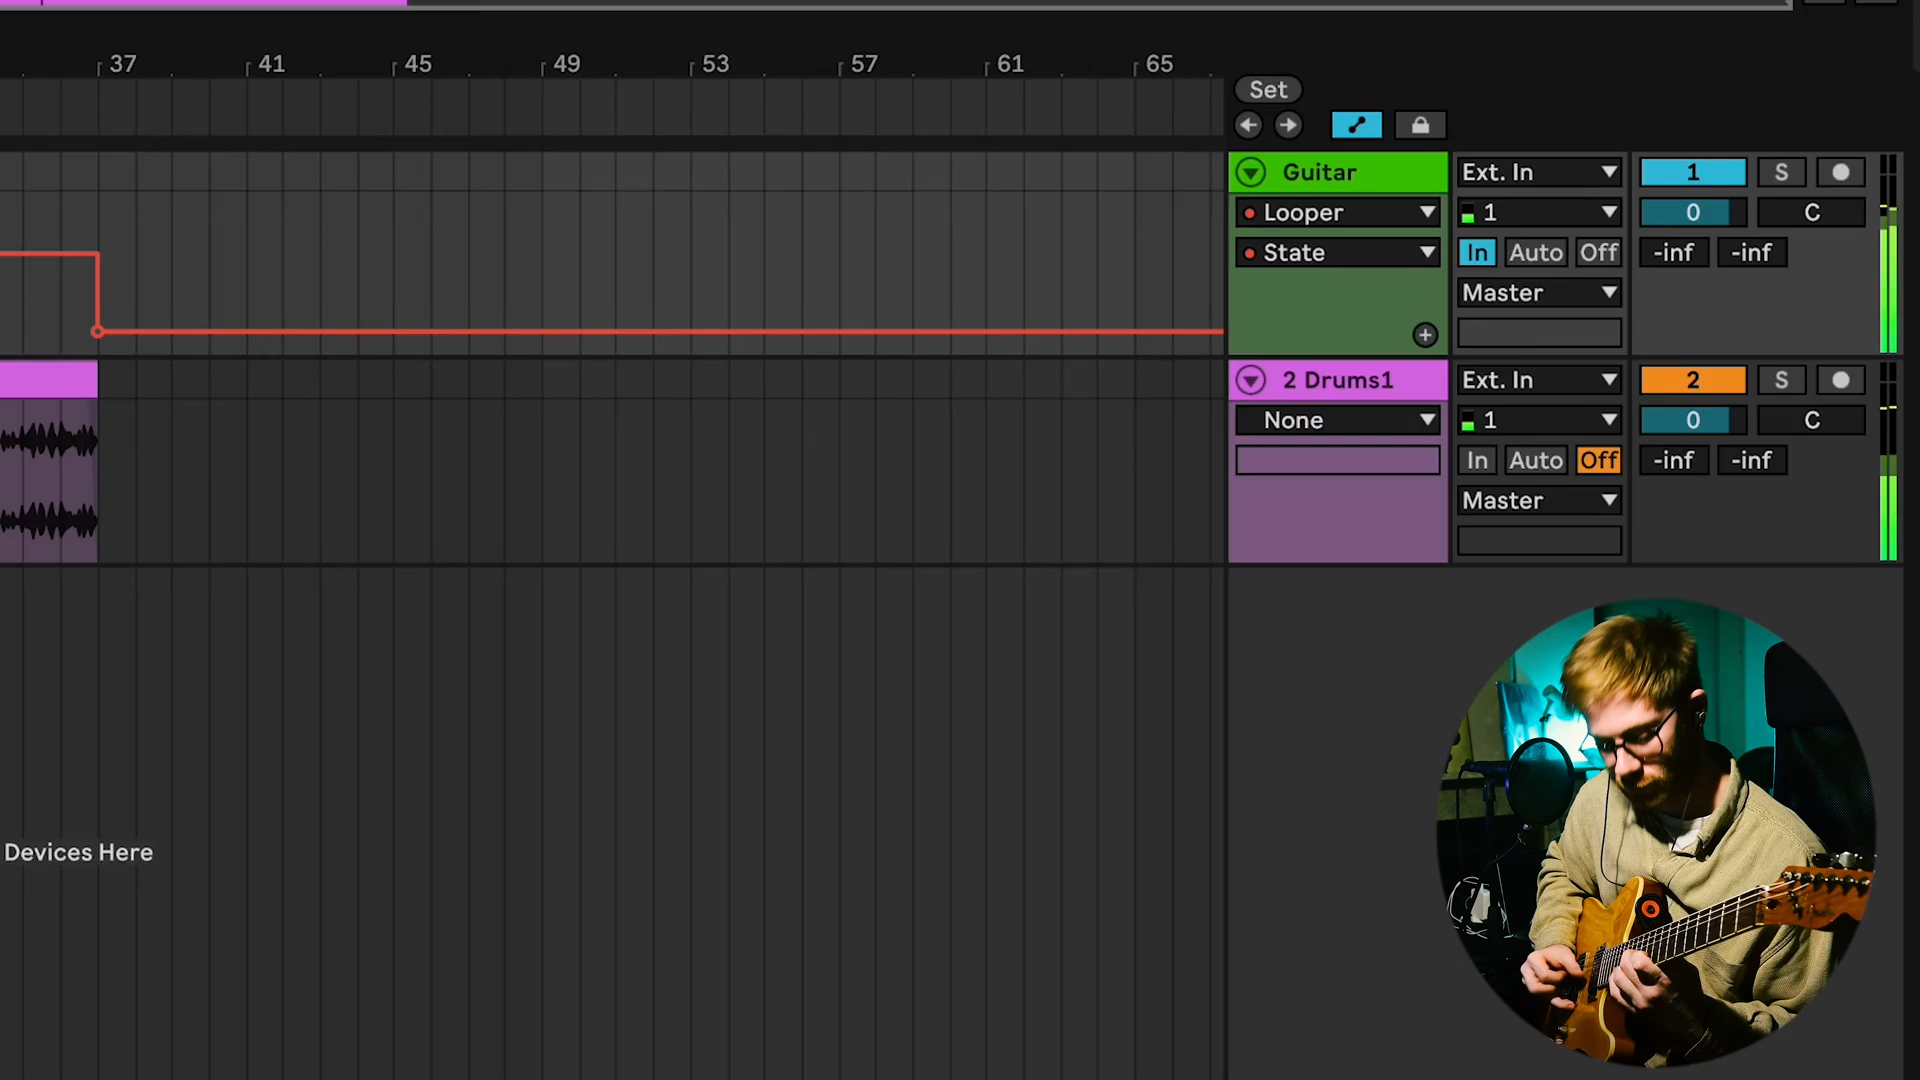 37 41 45 49 53 57 61 65
Set
Guitar Ext. In 1 S
Looper 1 0 C
State In Auto Off -inf -inf
Master
2 Drums1 Ext. In 2 S
None 1 0 C
In Auto Off -inf -inf
Master
Devices Here